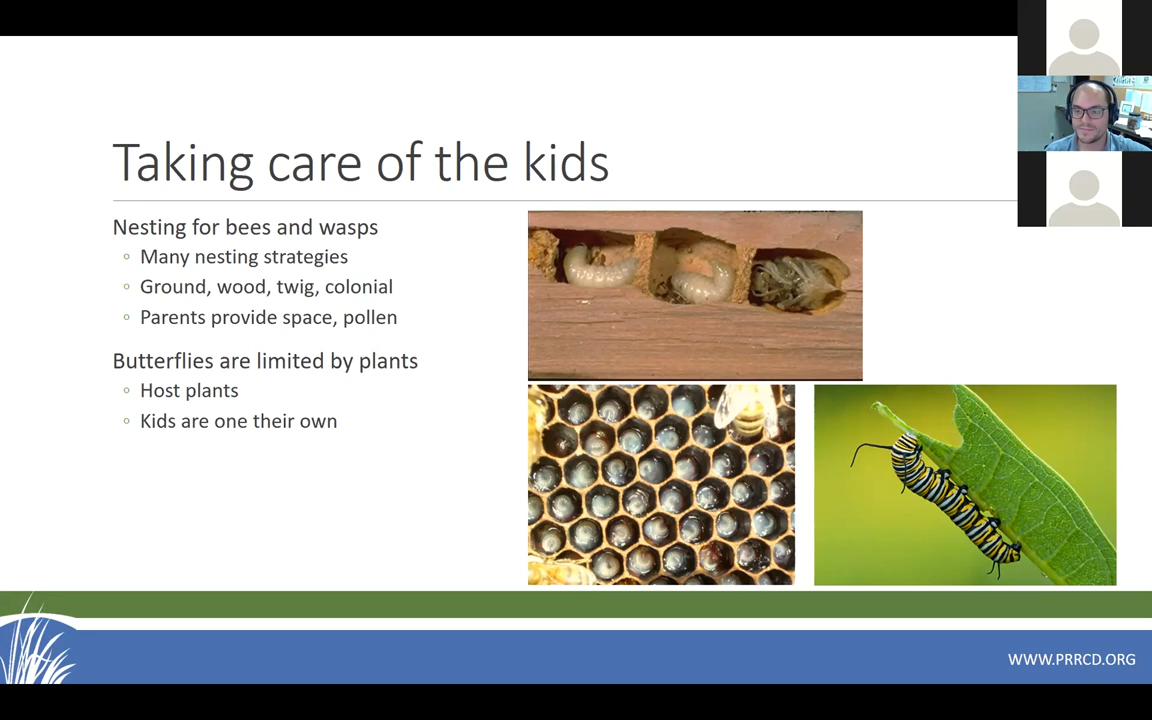 Taking care of the kids
Nesting for bees and wasps
◦ Many nesting strategies
◦ Ground, wood, twig, colonial
◦ Parents provide space, pollen
Butterflies are limited by plants
◦ Host plants
◦ Kids are one their own
WWW.PRRCD.ORG